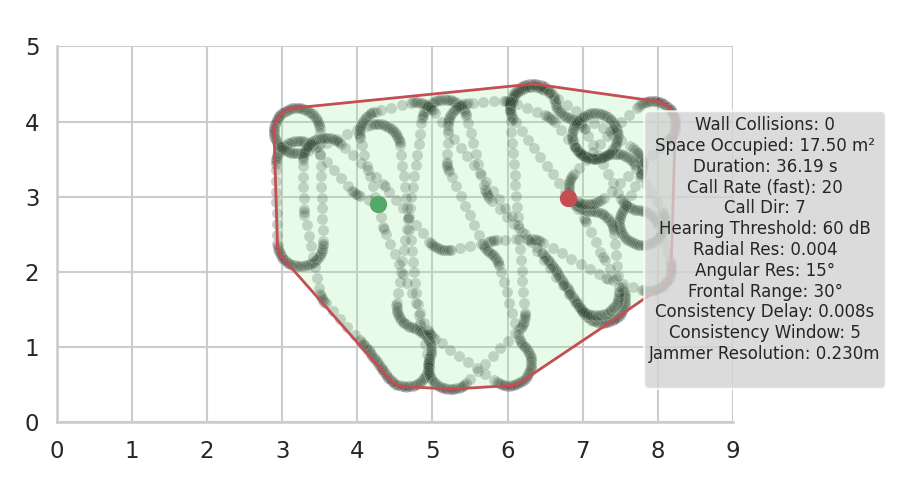 5
4
3
2
1
0
0 1 2 3 4 5 6 7 8 9
Wall Collisions: 0
Space Occupied: 17.50 m²
Duration: 36.19 s
Call Rate (fast): 20
Call Dir: 7
Hearing Threshold: 60 dB
Radial Res: 0.004
Angular Res: 15°
Frontal Range: 30°
Consistency Delay: 0.008s
Consistency Window: 5
Jammer Resolution: 0.230m